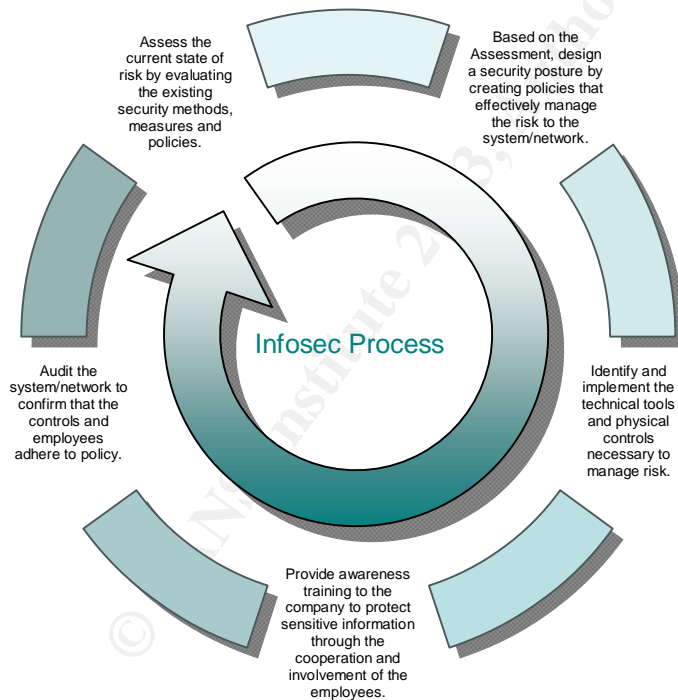 Assess the
current state of
risk by evaluating
the existing
security methods,
measures and
policies.
Based on the
Assessment, design
a security posture by
creating policies that
effectively manage
the risk to the
system/network.
Identify and
implement the
technical tools
and physical
controls
necessary to
manage risk.
Provide awareness
training to the
company to protect
sensitive information
through the
cooperation and
involvement of the
employees.
Audit the
system/network to
confirm that the
controls and
employees
adhere to policy.
Infosec Process